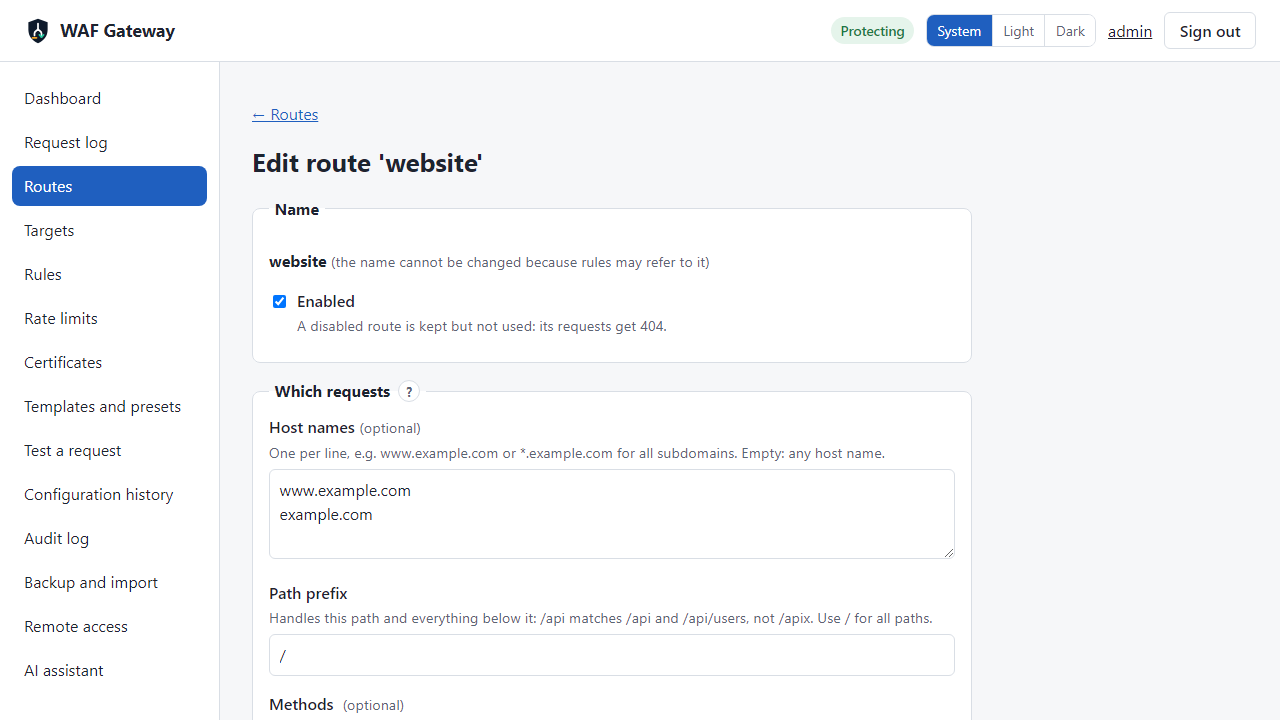 WAF Gateway
Protecting
System
Light
Dark
admin
Sign out
Dashboard
Request log
Routes
Targets
Rules
Rate limits
Certificates
Templates and presets
Test a request
Configuration history
Audit log
Backup and import
Remote access
AI assistant
← Routes
Edit route 'website'
Name
website (the name cannot be changed because rules may refer to it)
Enabled
A disabled route is kept but not used: its requests get 404.
Which requests ?
Host names (optional)
One per line, e.g. www.example.com or *.example.com for all subdomains. Empty: any host name.
www.example.com
example.com
Path prefix
Handles this path and everything below it: /api matches /api and /api/users, not /apix. Use / for all paths.
/
Methods (optional)